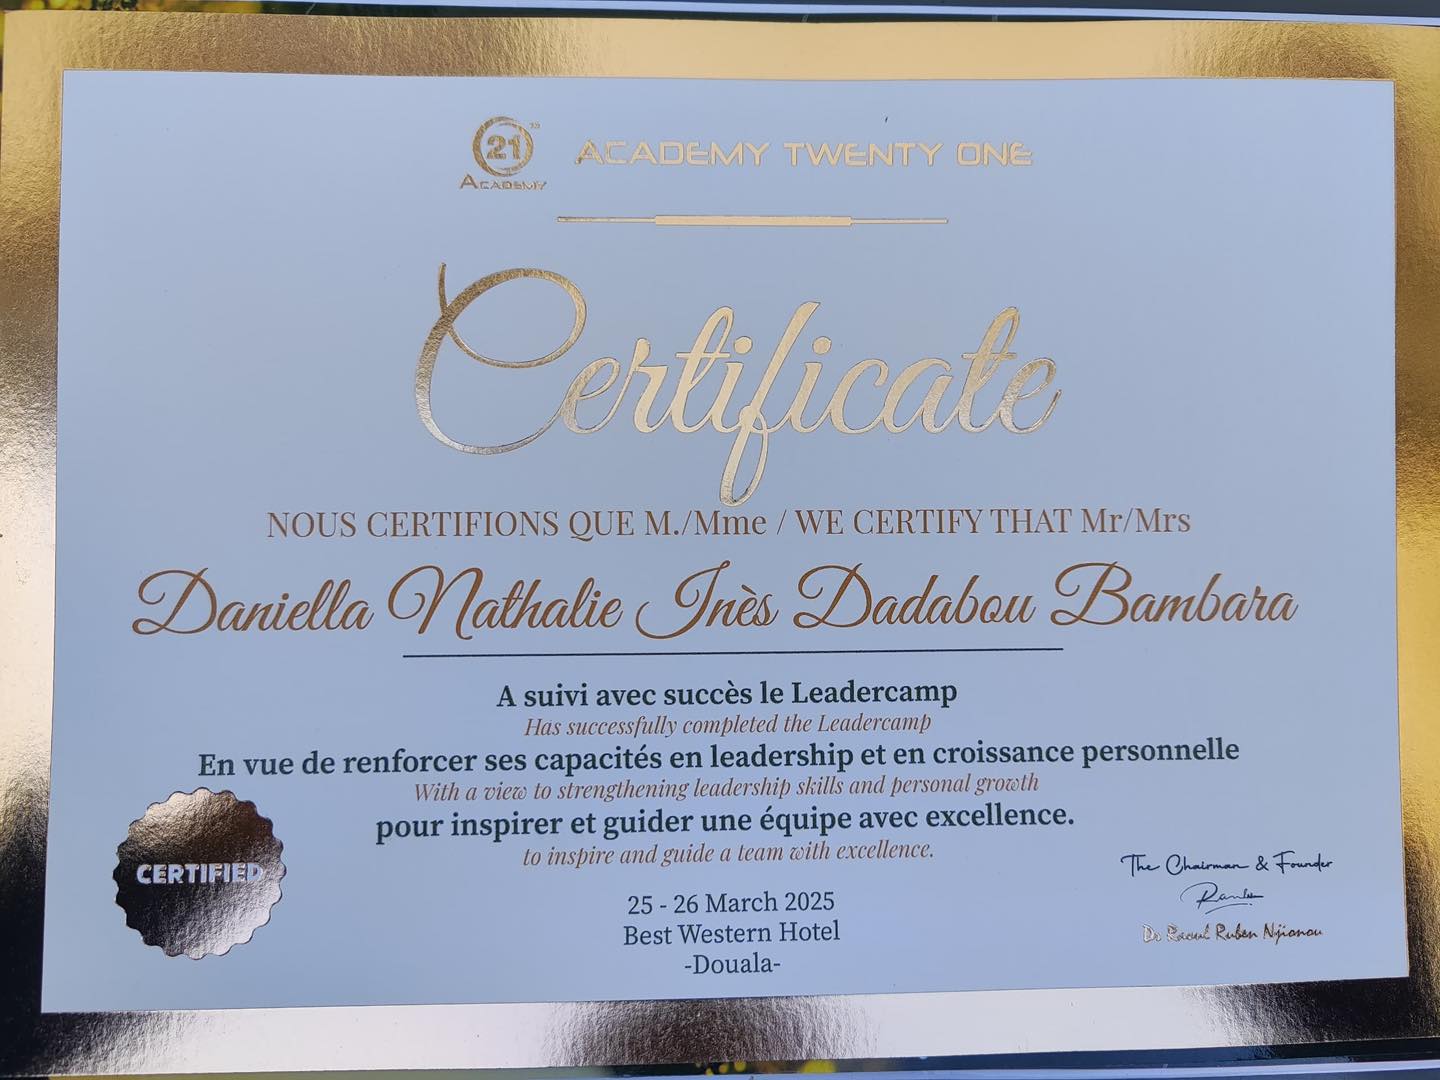 21
ACADEMY
ACADEMY TWENTY ONE
Certificate
NOUS CERTIFIONS QUE M./Mme / WE CERTIFY THAT Mr/Mrs
Daniella Nathalie Inès Dadabou Bambara
A suivi avec succès le Leadercamp
Has successfully completed the Leadercamp
En vue de renforcer ses capacités en leadership et en croissance personnelle
With a view to strengthening leadership skills and personal growth
pour inspirer et guider une équipe avec excellence.
to inspire and guide a team with excellence.
CERTIFIED
25 - 26 March 2025
Best Western Hotel
-Douala-
The Chairman & Founder
Dr Raoul Ruben Njionou